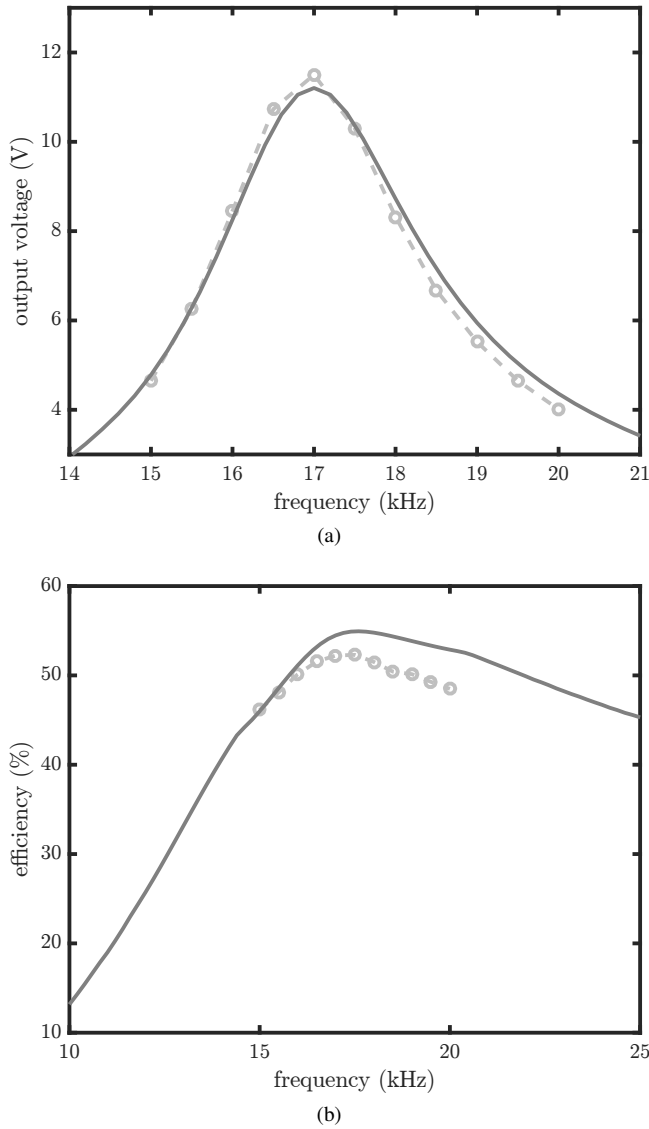 12
10
8
6
4
output voltage (V)
14 15 16 17 18 19 20 21
frequency (kHz)
(a)
60
50
40
30
20
10
efficiency (%)
10 15 20 25
frequency (kHz)
(b)